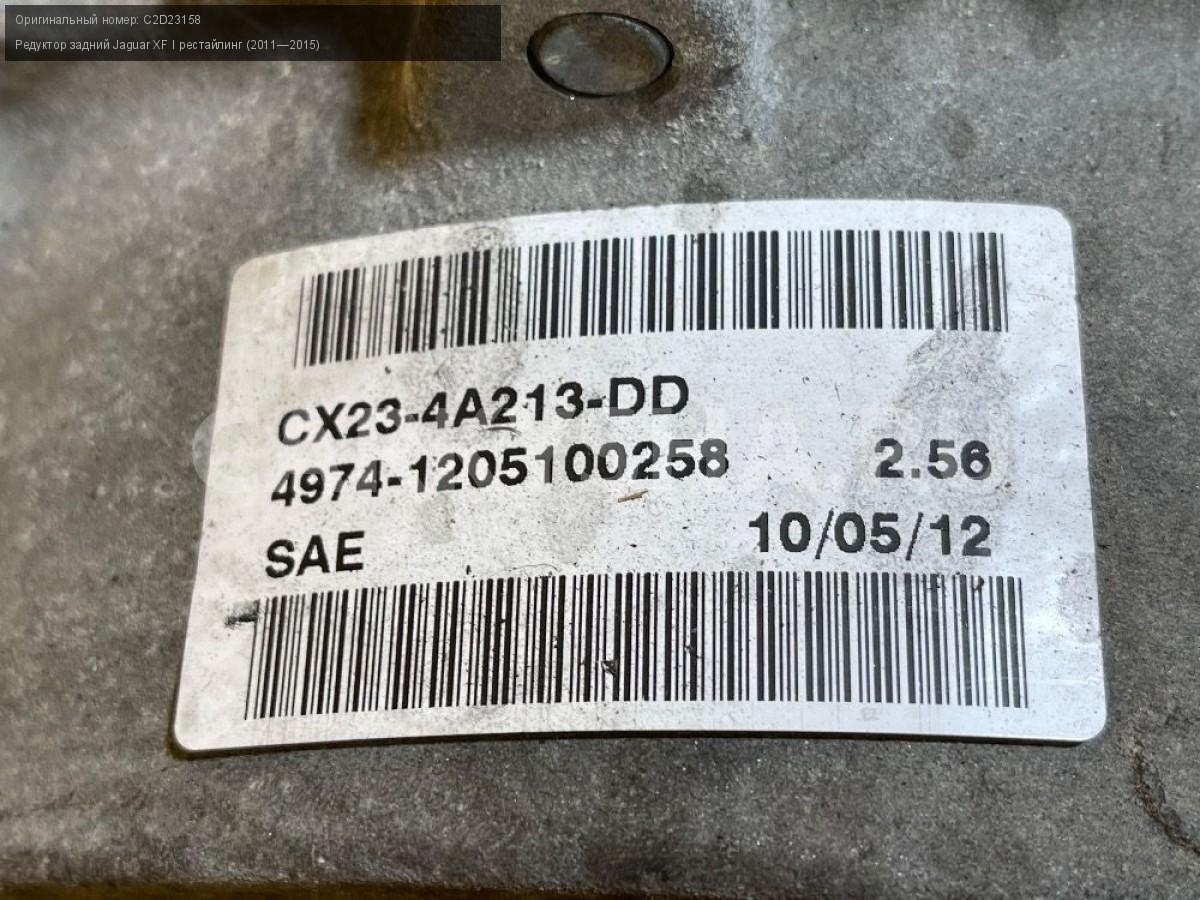 Оригинальный номер: C2D23158
Редуктор задний Jaguar XF I рестайлинг (2011—2015)
CX23-4A213-DD
4974-1205100258 2.56
SAE 10/05/12